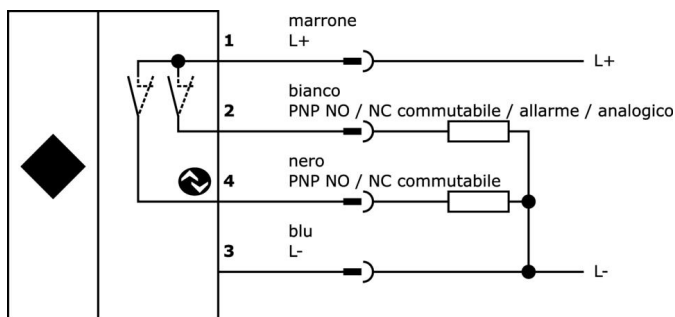 marrone
1 L+ L+
bianco
2 PNP NO / NC commutabile / allarme / analogico
nero
4 PNP NO / NC commutabile
blu
3 L- L-